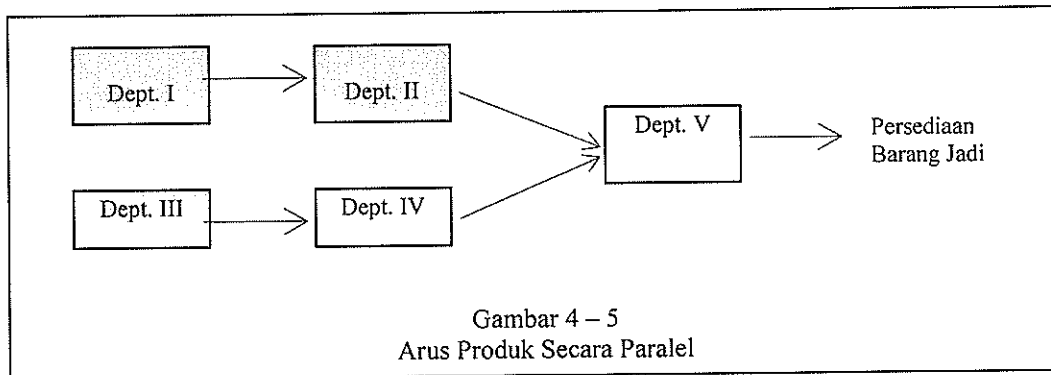 Dept. I
Dept. II
Dept. V
Persediaan
Barang Jadi
Dept. III
Dept. IV
Gambar 4 – 5
Arus Produk Secara Paralel